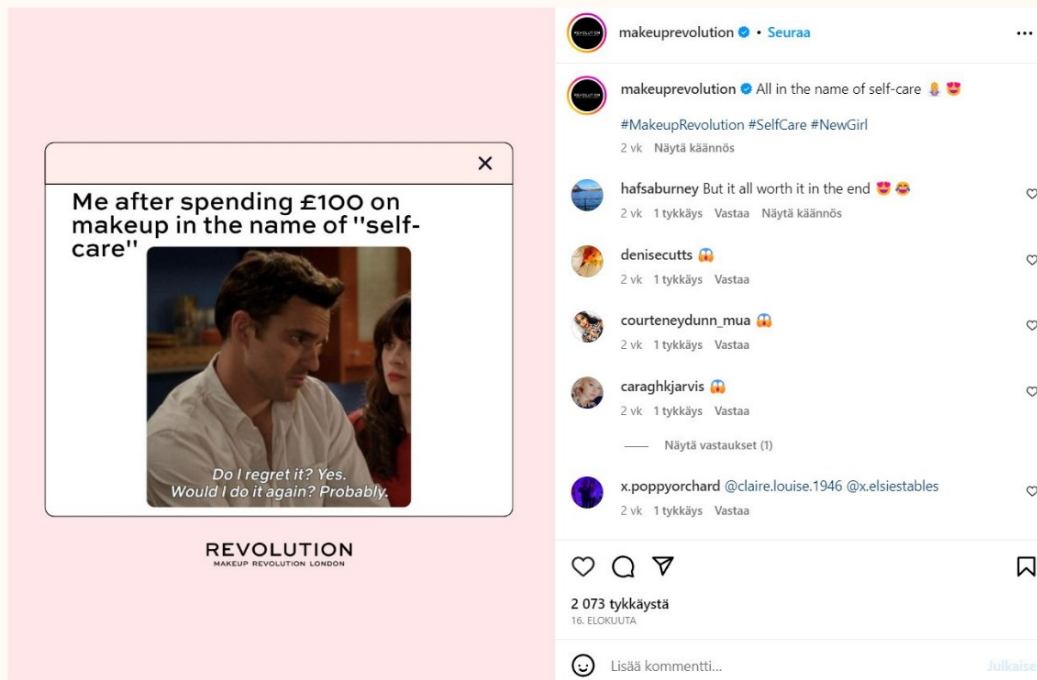 Me after spending £100 on
makeup in the name of "self-
care"
Do I regret it? Yes.
Would I do it again? Probably.
REVOLUTION
MAKEUP REVOLUTION LONDON
makeuprevolution • Seuraa
makeuprevolution All in the name of self-care
#MakeupRevolution #SelfCare #NewGirl
2 vk Näytä käännös
hafsaburney But it all worth it in the end
2 vk 1 tykkäys Vastaa Näytä käännös
denisecutts
2 vk 1 tykkäys Vastaa
courteneydunn_mua
2 vk 1 tykkäys Vastaa
caraghkjarvis
2 vk 1 tykkäys Vastaa
Näytä vastaukset (1)
x.poppyorchard @claire.louise.1946 @x.elsiestables
2 vk 1 tykkäys Vastaa
2 073 tykkäystä
16. ELOKUUTA
Lisää kommentti...
Julkaise